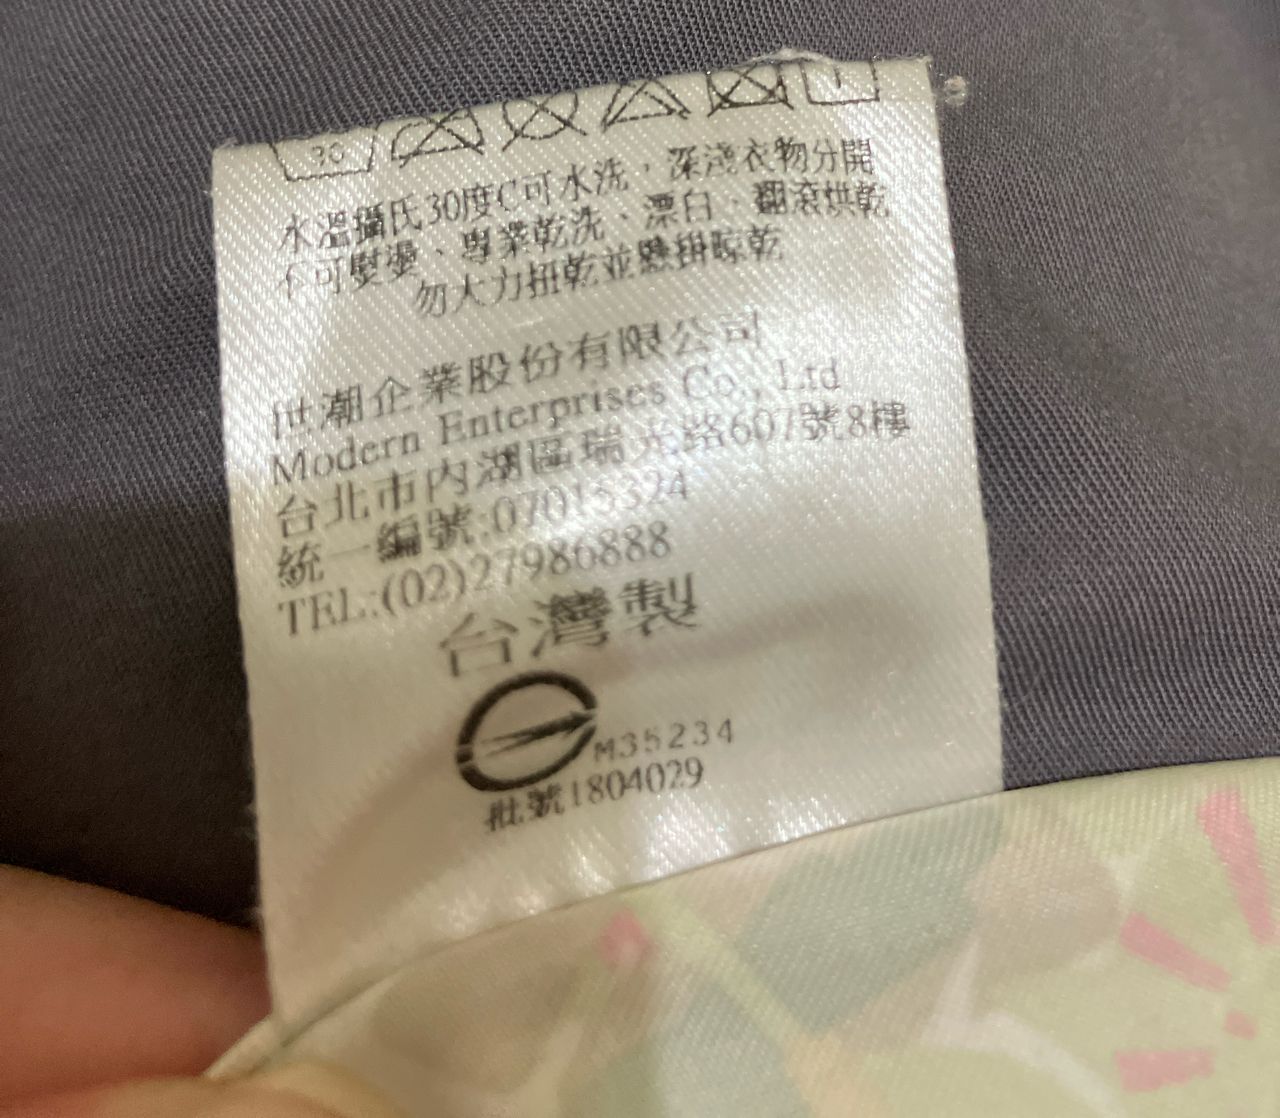 30
水溫攝氏30度C可水洗，深淺衣物分開
不可熨燙、專業乾洗、漂白、翻滾烘乾
勿大力扭乾並懸掛晾乾
世潮企業股份有限公司
Modern Enterprises Co., Ltd
台北市內湖區瑞光路607號8樓
統一編號:07015324
TEL:(02)27986888
台灣製
M35234
批號1804029